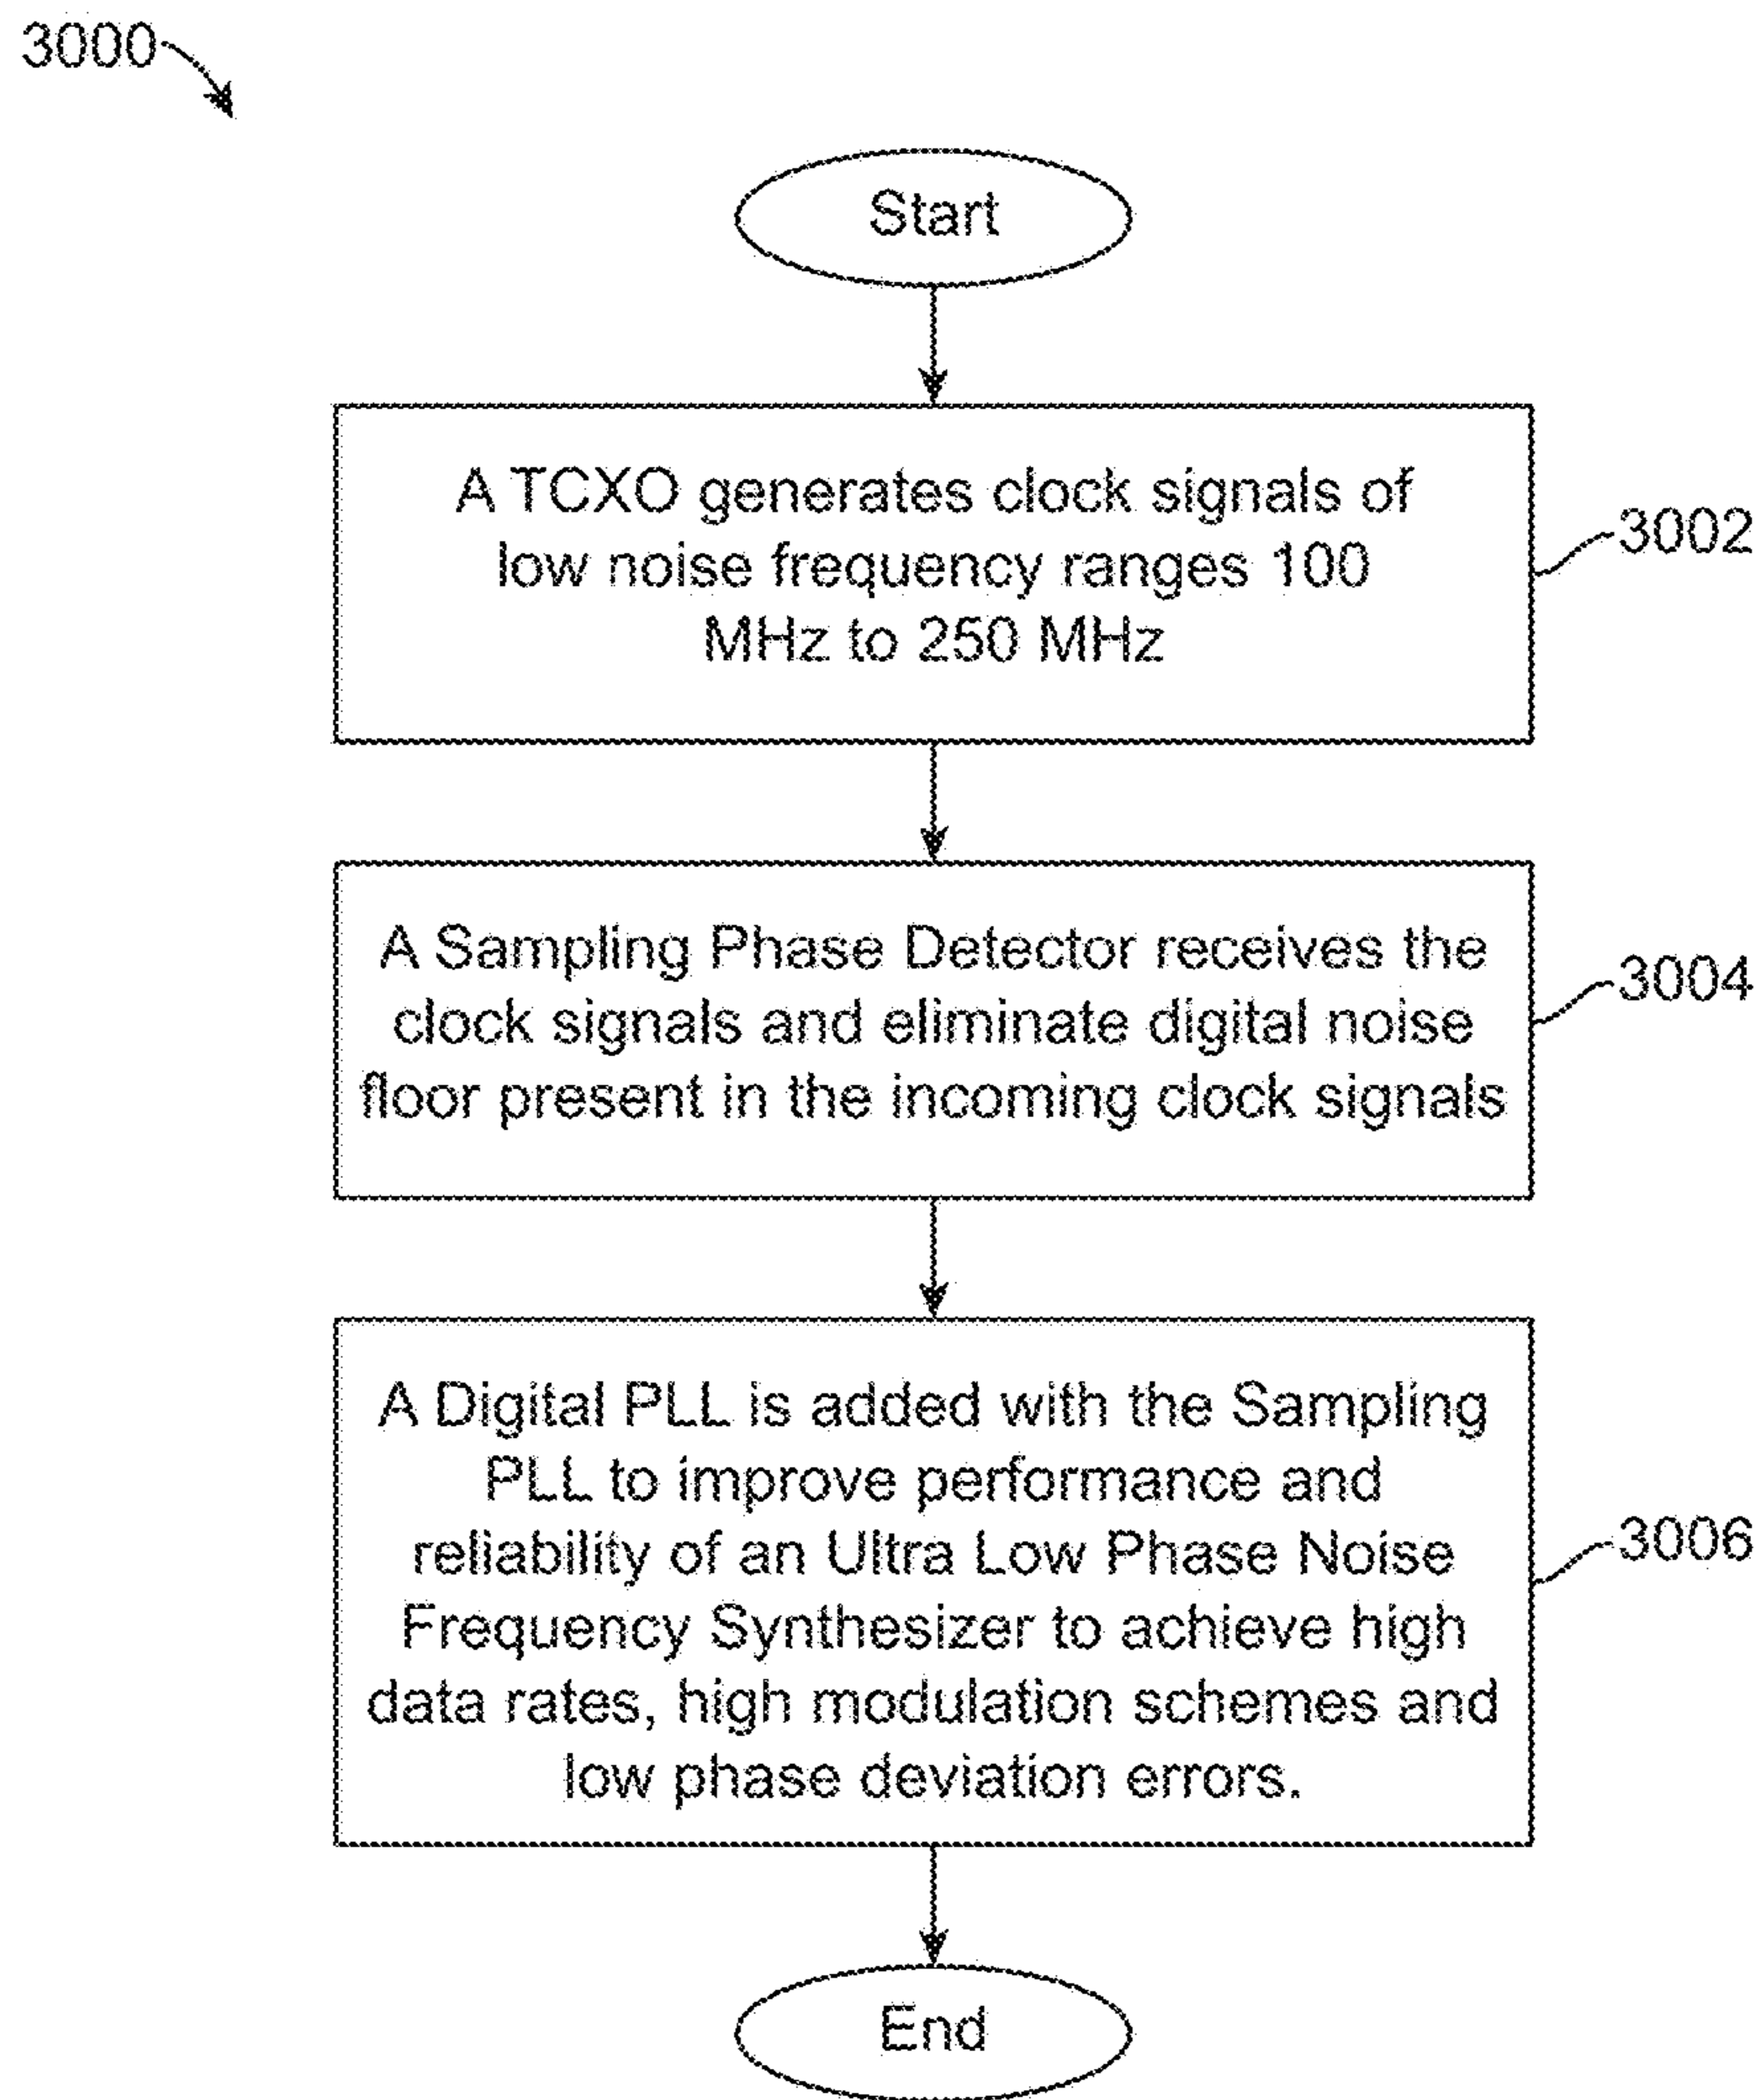 3000
Start
A TCXO generates clock signals of
low noise frequency ranges 100
MHz to 250 MHz
3002
A Sampling Phase Detector receives the
clock signals and eliminate digital noise
floor present in the incoming clock signals
3004
A Digital PLL is added with the Sampling
PLL to improve performance and
reliability of an Ultra Low Phase Noise
Frequency Synthesizer to achieve high
data rates, high modulation schemes and
low phase deviation errors.
3006
End